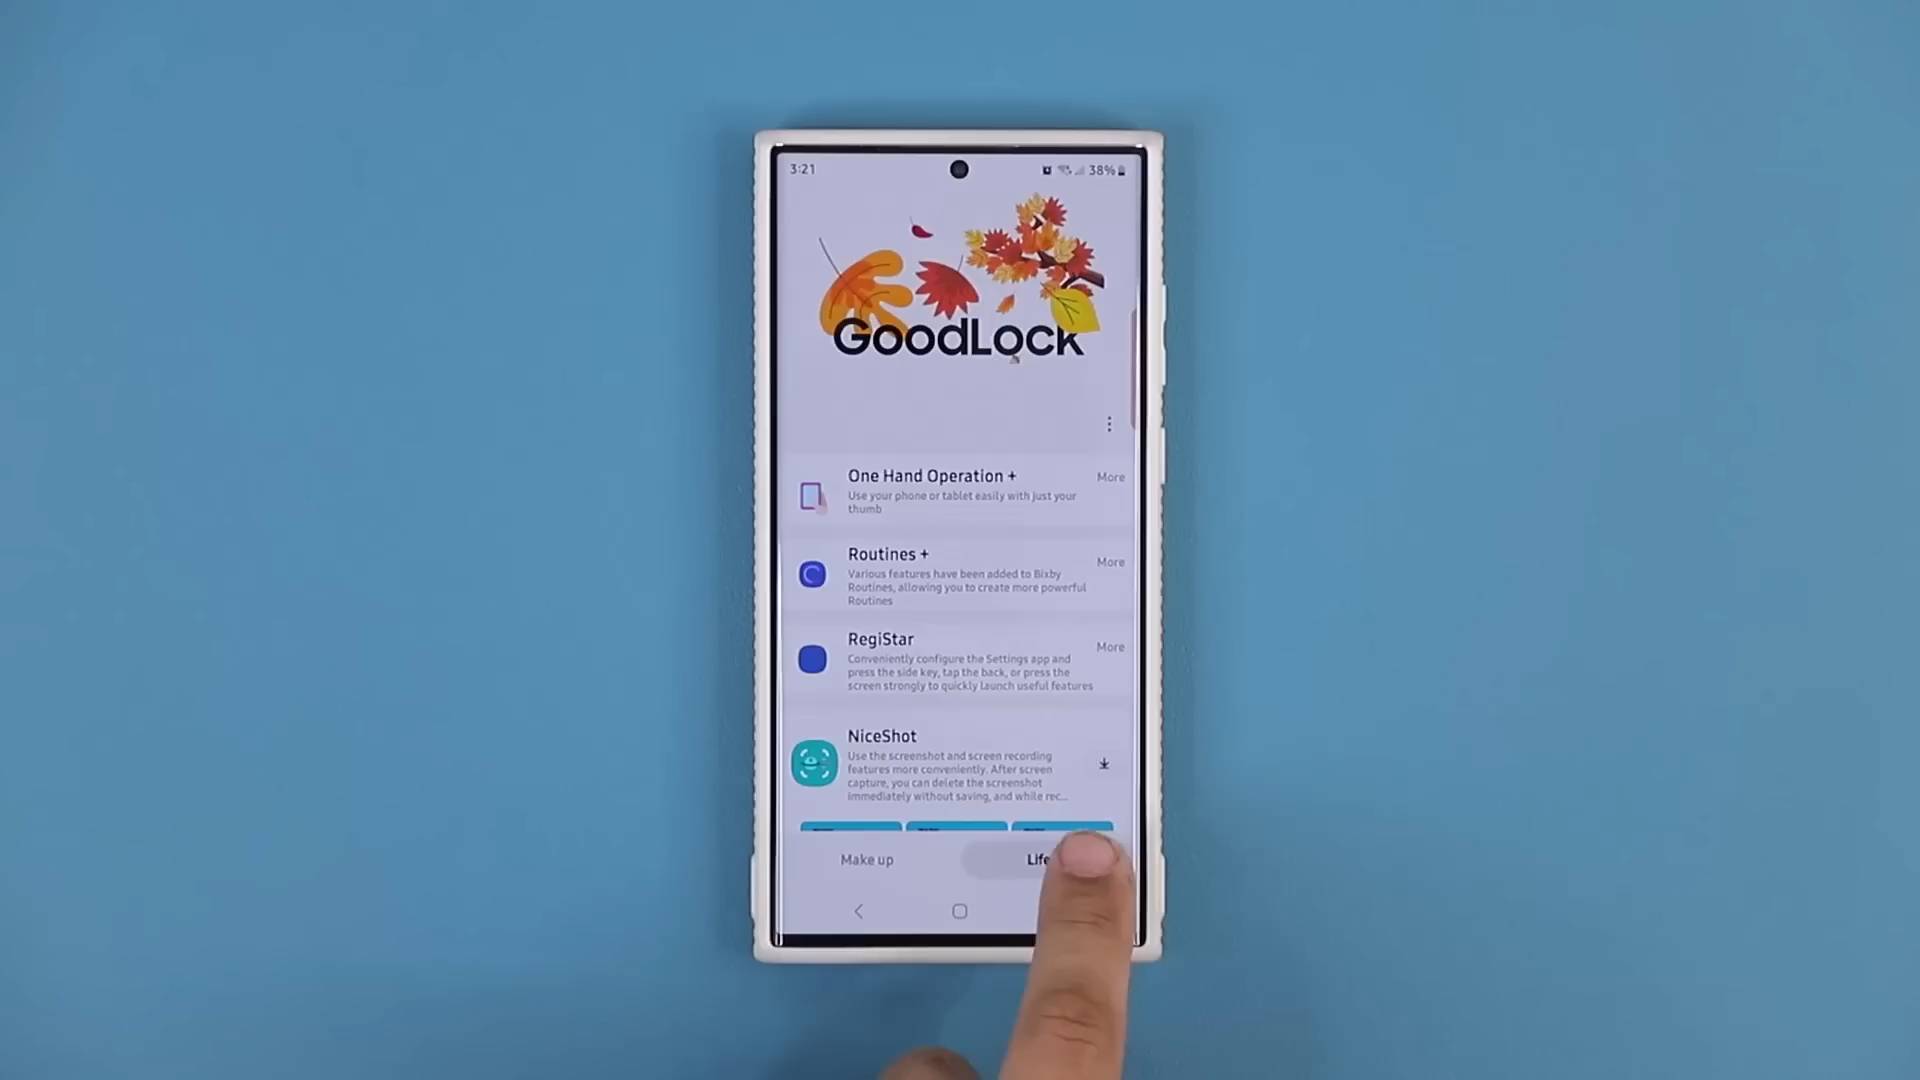 3:21
38%
GOODLOCK
One Hand Operation +
More
Use your phone or tablet easily with just your
thumb
Routines +
More
Various features have been added to Bixby
Routines, allowing you to create more powerful
Routines
RegiStar
More
Conveniently configure the Settings app and
press the side key, tap the back, or press the
screen strongly to quickly launch useful features
NiceShot
Use the screenshot and screen recording
features more conveniently. After screen
capture, you can delete the screenshot
immediately without saving, and while rec...
Make up
Life